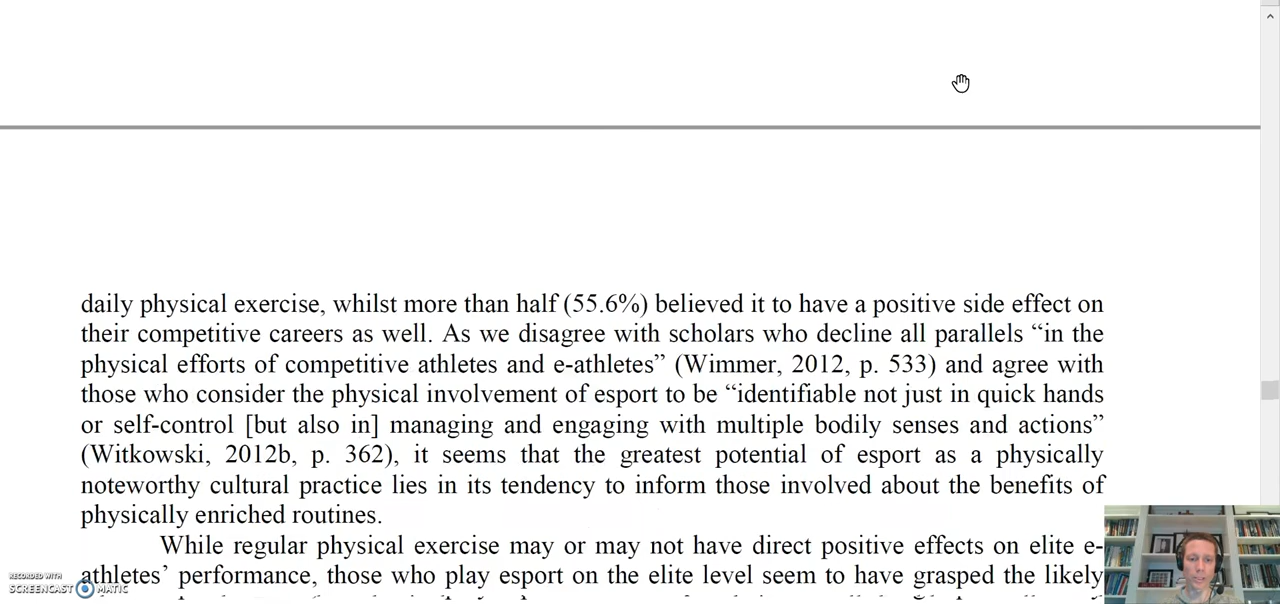 daily physical exercise, whilst more than half (55.6%) believed it to have a positive side effect on
their competitive careers as well. As we disagree with scholars who decline all parallels “in the
physical efforts of competitive athletes and e-athletes” (Wimmer, 2012, p. 533) and agree with
those who consider the physical involvement of esport to be “identifiable not just in quick hands
or self-control [but also in] managing and engaging with multiple bodily senses and actions”
(Witkowski, 2012b, p. 362), it seems that the greatest potential of esport as a physically
noteworthy cultural practice lies in its tendency to inform those involved about the benefits of
physically enriched routines.
While regular physical exercise may or may not have direct positive effects on elite e-
athletes’ performance, those who play esport on the elite level seem to have grasped the likely
RECORDED WITH
SCREENCAST MATIC